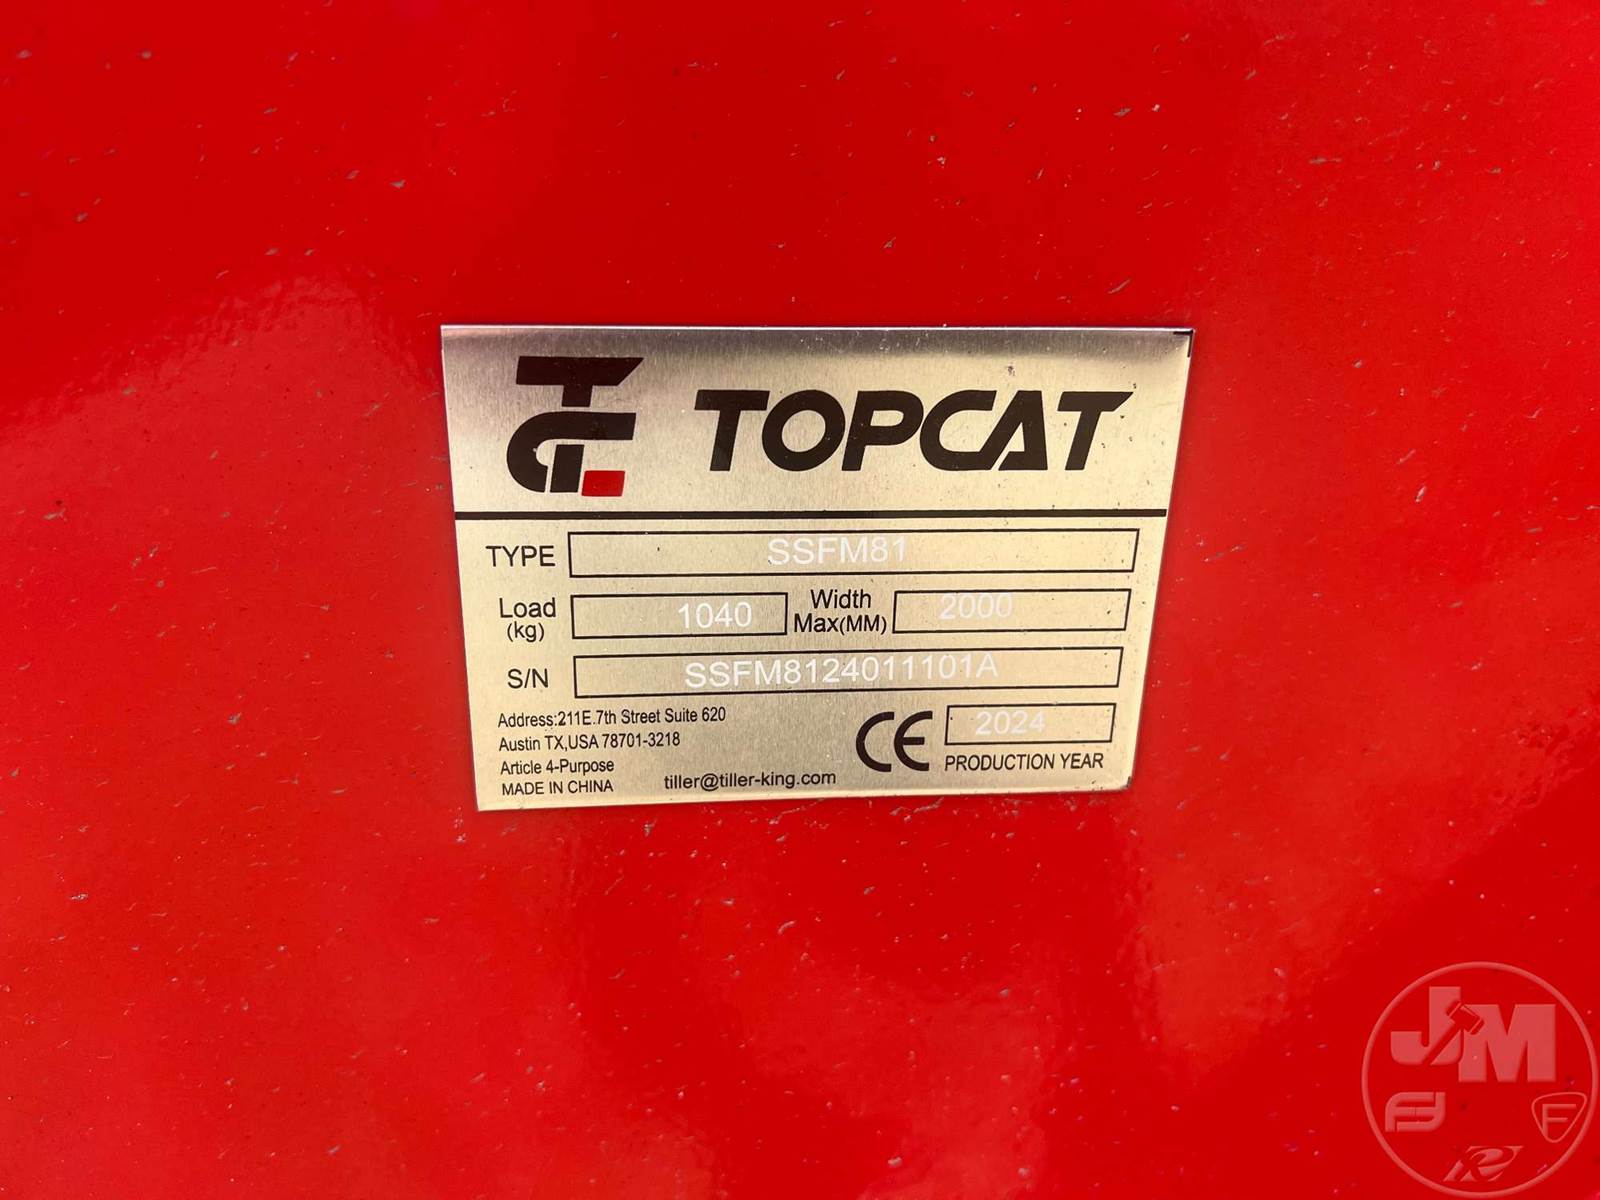 TOPCAT
TYPE SSFM81
Load (kg) 1040 Width Max(MM) 2000
S/N SSFM8124011101A
Address:211E.7th Street Suite 620
Austin TX,USA 78701-3218
Article 4-Purpose
MADE IN CHINA
tiller@tiller-king.com
CE 2024
PRODUCTION YEAR
JM